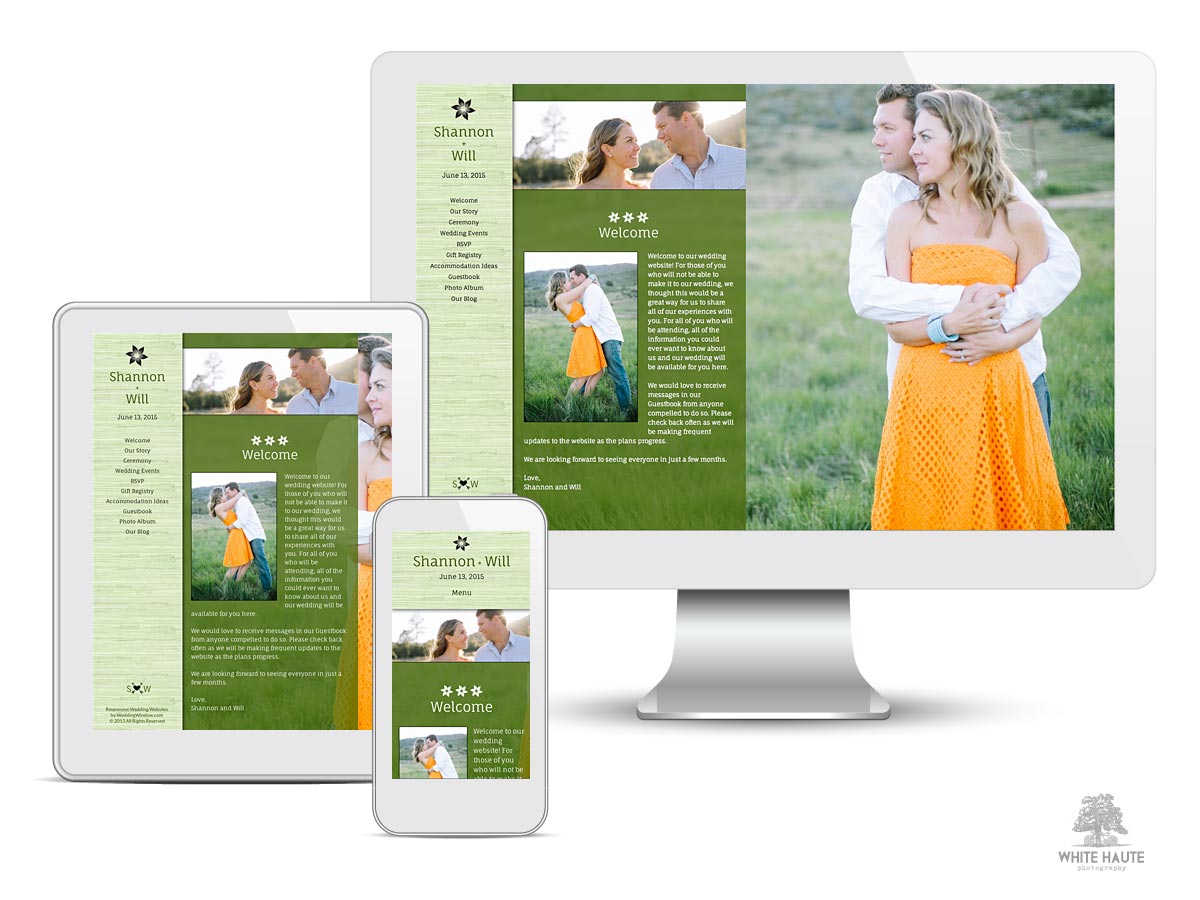 Shannon
+
Will
June 13, 2015
Welcome
Our Story
Ceremony
Wedding Events
RSVP
Gift Registry
Accommodation Ideas
Guestbook
Photo Album
Our Blog
S W
Welcome
Welcome to our wedding
website! For those of you
who will not be able to
make it to our wedding, we
thought this would be a
great way for us to share
all of our experiences with
you. For all of you who will
be attending, all of the
information you could
ever want to know about
us and our wedding will
be available for you here.
We would love to receive
messages in our
Guestbook from anyone
compelled to do so. Please
check back often as we will
be making frequent
updates to the website as the plans progress.
We are looking forward to seeing everyone in just a few months.
Love,
Shannon and Will
Shannon
+
Will
June 13, 2015
Welcome
Our Story
Ceremony
Wedding Events
RSVP
Gift Registry
Accommodation Ideas
Guestbook
Photo Album
Our Blog
S W
Responsive Wedding Websites
by WeddingWindow.com
© 2013 All Rights Reserved
Welcome
Welcome to our
wedding website! For
those of you who will
not be able to make it
to our wedding, we
thought this would
be a great way for us
to share all of our
experiences with
you. For all of you
who will be
attending, all of the
information you
could ever want to
know about us and
our wedding will be
available for you here.
We would love to receive messages in our Guestbook
from anyone compelled to do so. Please check back
often as we will be making frequent updates to the
website as the plans progress.
We are looking forward to seeing everyone in just a
few months.
Love,
Shannon and Will
Shannon + Will
June 13, 2015
Menu
Welcome
Welcome to our
wedding
website! For
those of you
who will not be
able to make it
WHITE HAUTE
photography